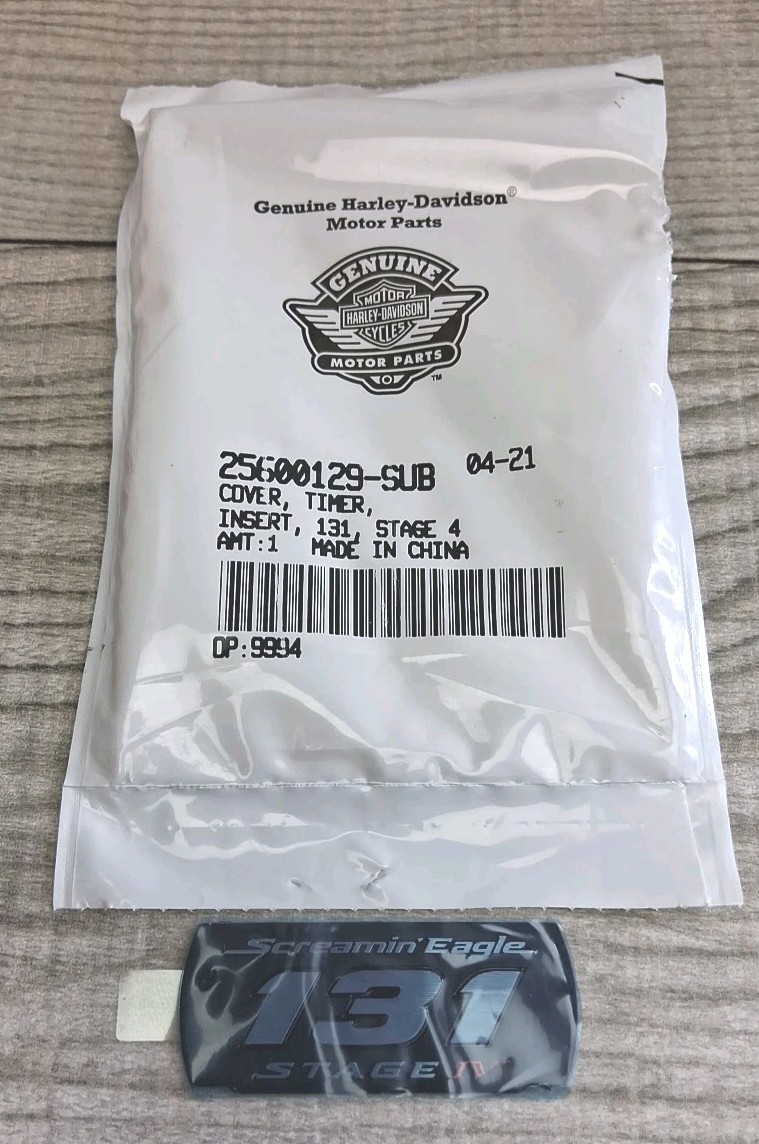 Genuine Harley-Davidson®
Motor Parts
GENUINE
MOTOR
HARLEY-DAVIDSON
CYCLES
MOTOR PARTS
TM
25600129-SUB 04-21
COVER, TIMER,
INSERT, 131, STAGE 4
AMT:1 MADE IN CHINA
OP:9994
Screamin' Eagle
131
STAGE IV